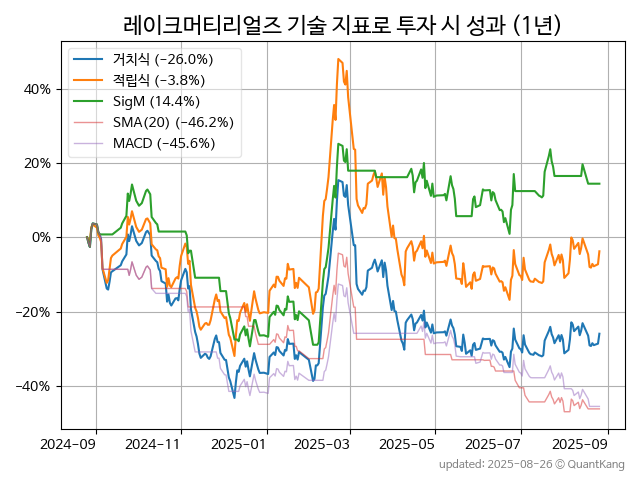 레이크머티리얼즈 기술 지표로 투자 시 성과 (1년)
거치식 (−26.0%)
적립식 (−3.8%)
SigM (14.4%)
SMA(20) (−46.2%)
MACD (−45.6%)
40%
20%
0%
−20%
−40%
2024-09 2024-11 2025-01 2025-03 2025-05 2025-07 2025-09
updated: 2025-08-26 © QuantKang